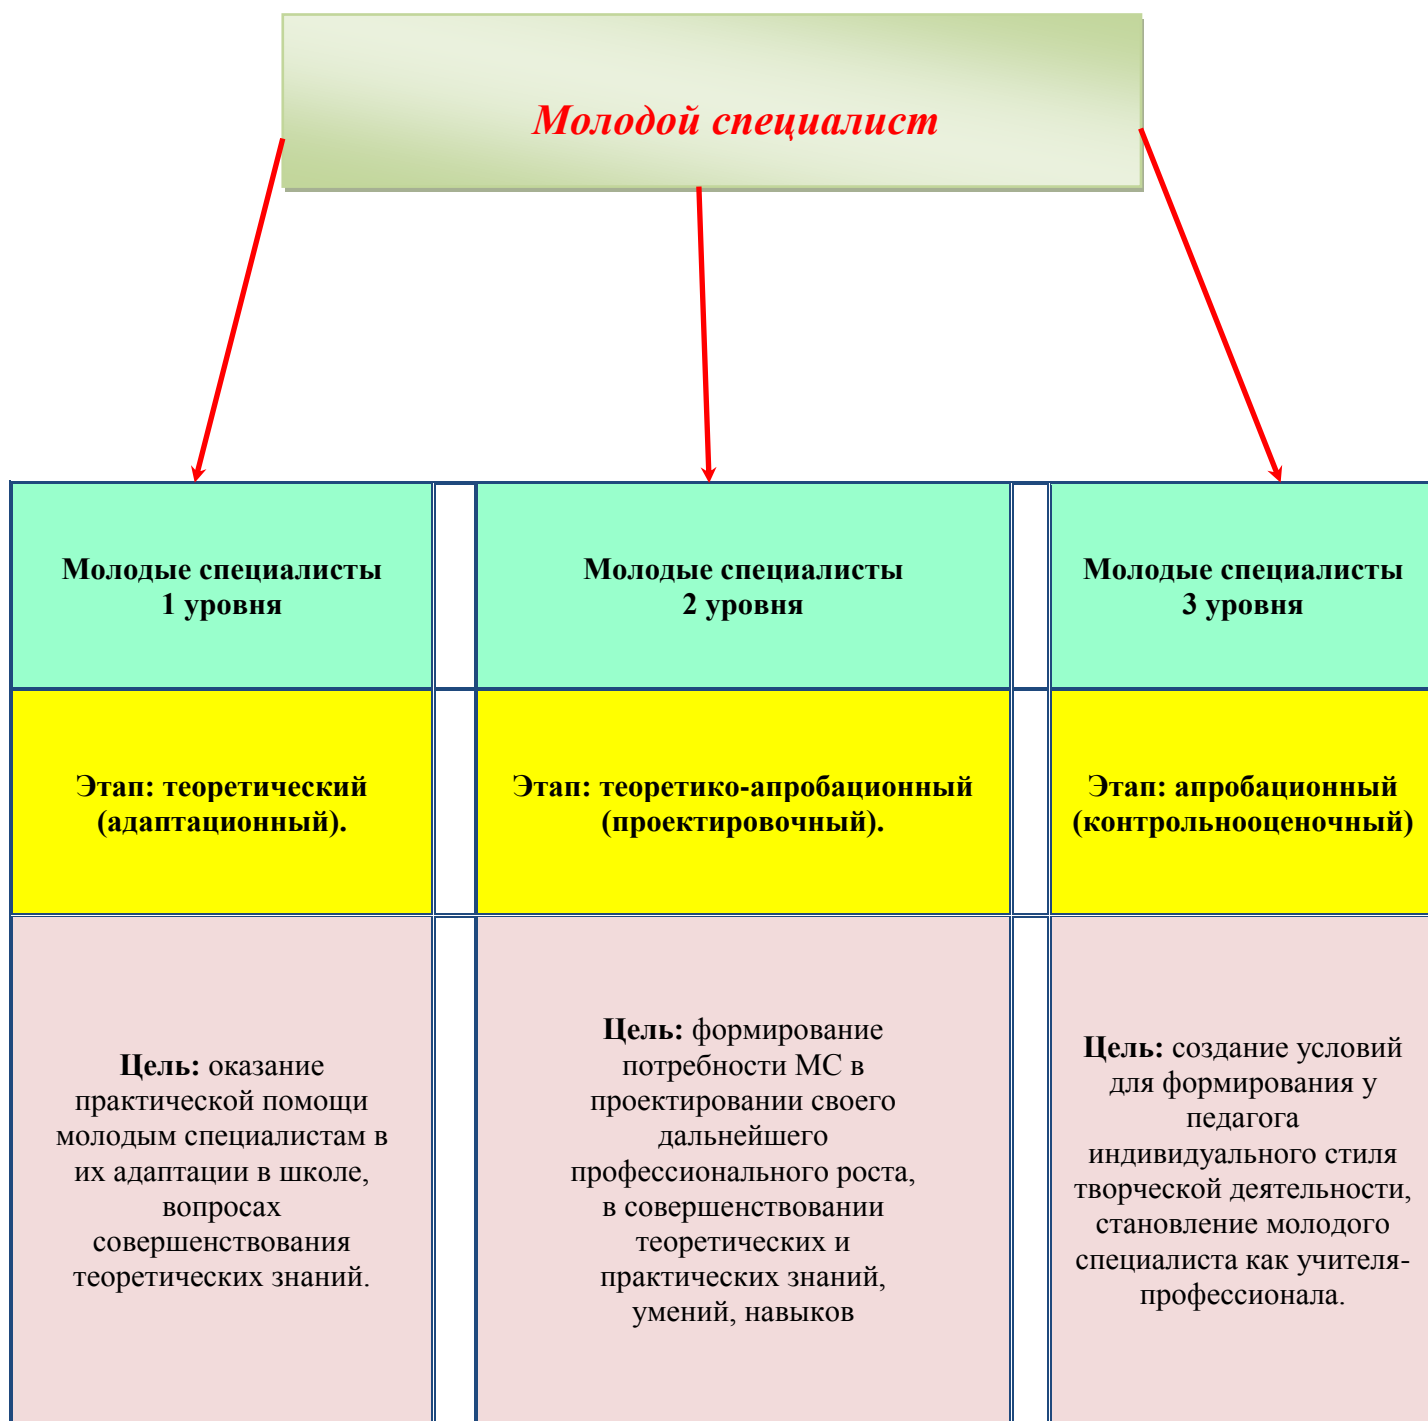 Молодой специалист
Молодые специалисты
1 уровня
Молодые специалисты
2 уровня
Молодые специалисты
3 уровня
Этап: теоретический
(адаптационный).
Этап: теоретико-апробационный
(проектировочный).
Этап: апробационный
(контрольнооценочный)
Цель: оказание
практической помощи
молодым специалистам в
их адаптации в школе,
вопросах
совершенствования
теоретических знаний.
Цель: формирование
потребности МС в
проектировании своего
дальнейшего
профессионального роста,
в совершенствовании
теоретических и
практических знаний,
умений, навыков
Цель: создание условий
для формирования у
педагога
индивидуального стиля
творческой деятельности,
становление молодого
специалиста как учителя-
профессионала.